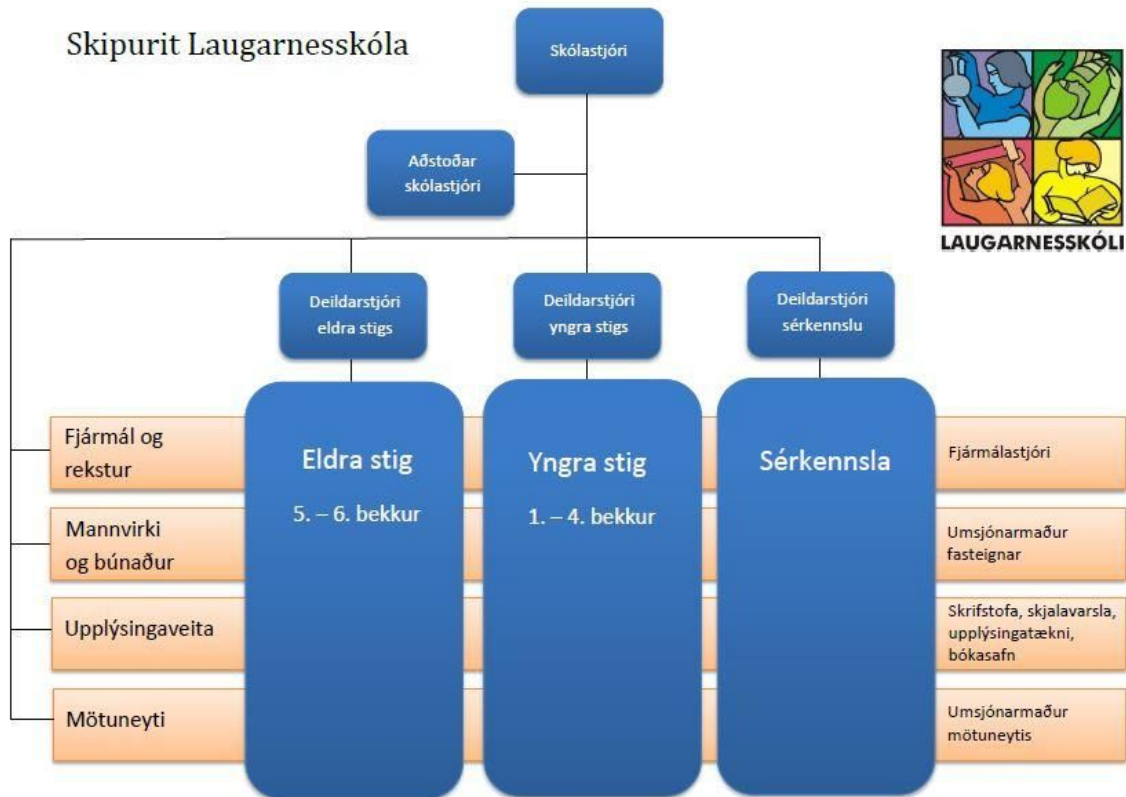 Skipurit Laugarnesskóla
Skólastjóri
Aðstoðar
skólastjóri
LAUGARNESSKÓLI
Deildarstjóri
eldra stigs
Deildarstjóri
yngra stigs
Deildarstjóri
sérkennslu
Eldra stig
5. – 6. bekkur
Yngra stig
1. – 4. bekkur
Sérkennsla
Fjármál og
rekstur
Fjármálastjóri
Mannvirki
og búnaður
Umsjónarmaður
fasteignar
Upplýsingaveita
Skrifstofa, skjalavarsla,
upplýsingatækni,
bókasafn
Mötuneyti
Umsjónarmaður
mötuneytis